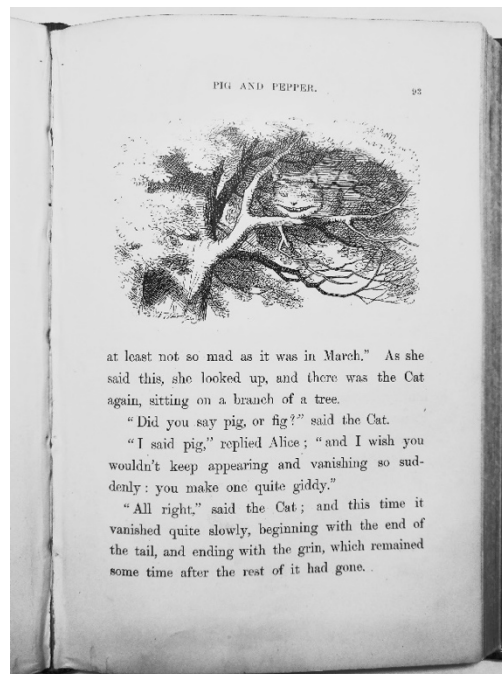 PIG AND PEPPER.
93
at least not so mad as it was in March.” As she
said this, she looked up, and there was the Cat
again, sitting on a branch of a tree.
“Did you say pig, or fig?” said the Cat.
“I said pig,” replied Alice; “and I wish you
wouldn’t keep appearing and vanishing so sud-
denly: you make one quite giddy.”
“All right,” said the Cat; and this time it
vanished quite slowly, beginning with the end of
the tail, and ending with the grin, which remained
some time after the rest of it had gone.